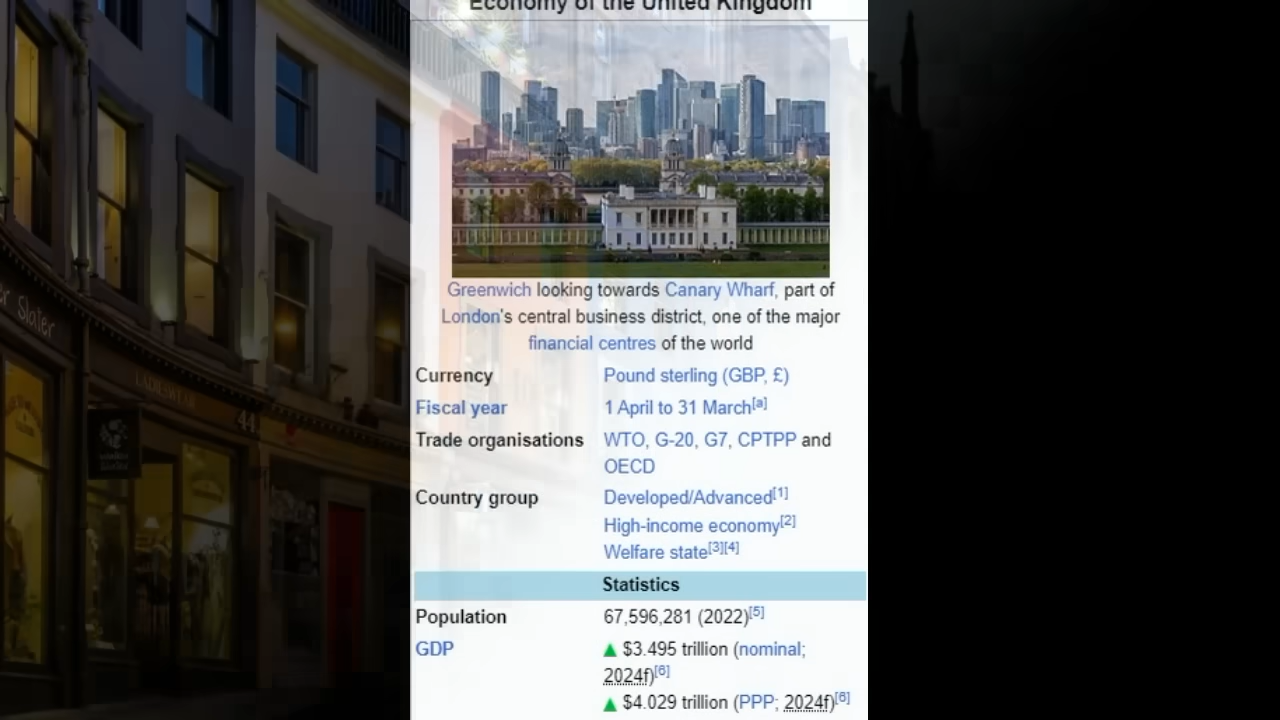 Economy of the United Kingdom
Greenwich looking towards Canary Wharf, part of
London's central business district, one of the major
financial centres of the world
Currency Pound sterling (GBP, £)
Fiscal year 1 April to 31 March[a]
Trade organisations WTO, G-20, G7, CPTPP and
OECD
Country group Developed/Advanced[1]
High-income economy[2]
Welfare state[3][4]
Statistics
Population 67,596,281 (2022)[5]
GDP ▲ $3.495 trillion (nominal;
2024f)[6]
▲ $4.029 trillion (PPP; 2024f)[6]
er Slater
LADIESWEAR
44